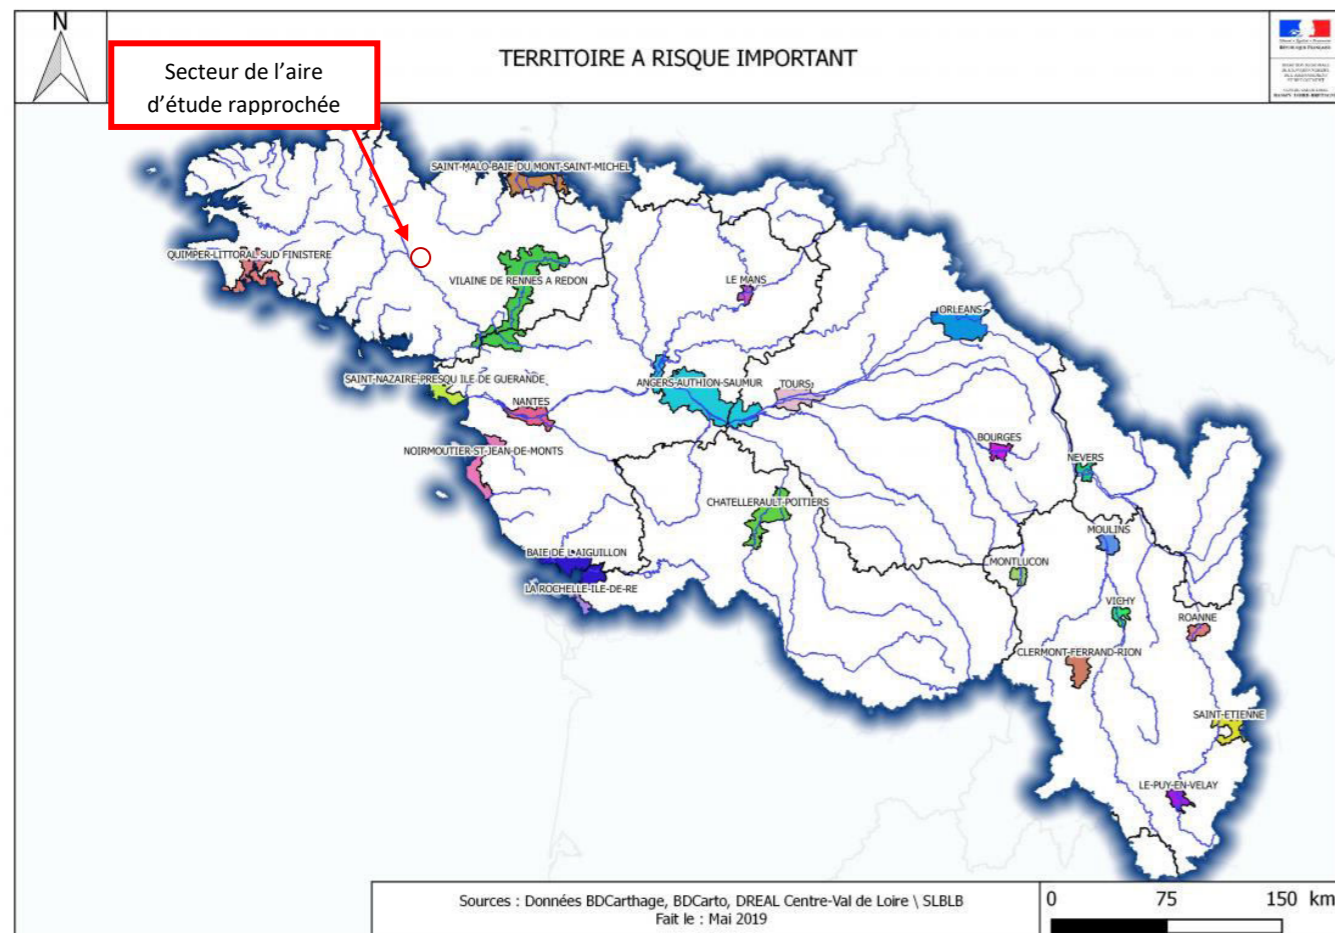 N
TERRITOIRE A RISQUE IMPORTANT
Secteur de l'aire
d'étude rapprochée
SAINT-MALO-BAIE DU MONT-SAINT-MICHEL
QUIMPER-LITTORAL SUD FINISTERE
VILAINE DE RENNES A REDON
LE MANS
ORLEANS
SAINT-NAZAIRE-PRESQU ILE DE GUERANDE
ANGERS-AUTHION-SAUMUR
TOURS
NANTES
BOURGES
NOIRMOUTIER-ST-JEAN-DE-MONTS
NEVERS
CHATELLERAULT-POITIERS
MOULINS
BAIE DE L'AIGUILLON
MONTLUCON
LA ROCHELLE-ILE-DE-RE
VICHY
ROANNE
CLERMONT-FERRAND-RION
SAINT-ETIENNE
LE-PUY-EN-VELAY
Sources : Données BDCarthage, BDCarto, DREAL Centre-Val de Loire \ SLBLB
Fait le : Mai 2019
0 75 150 km